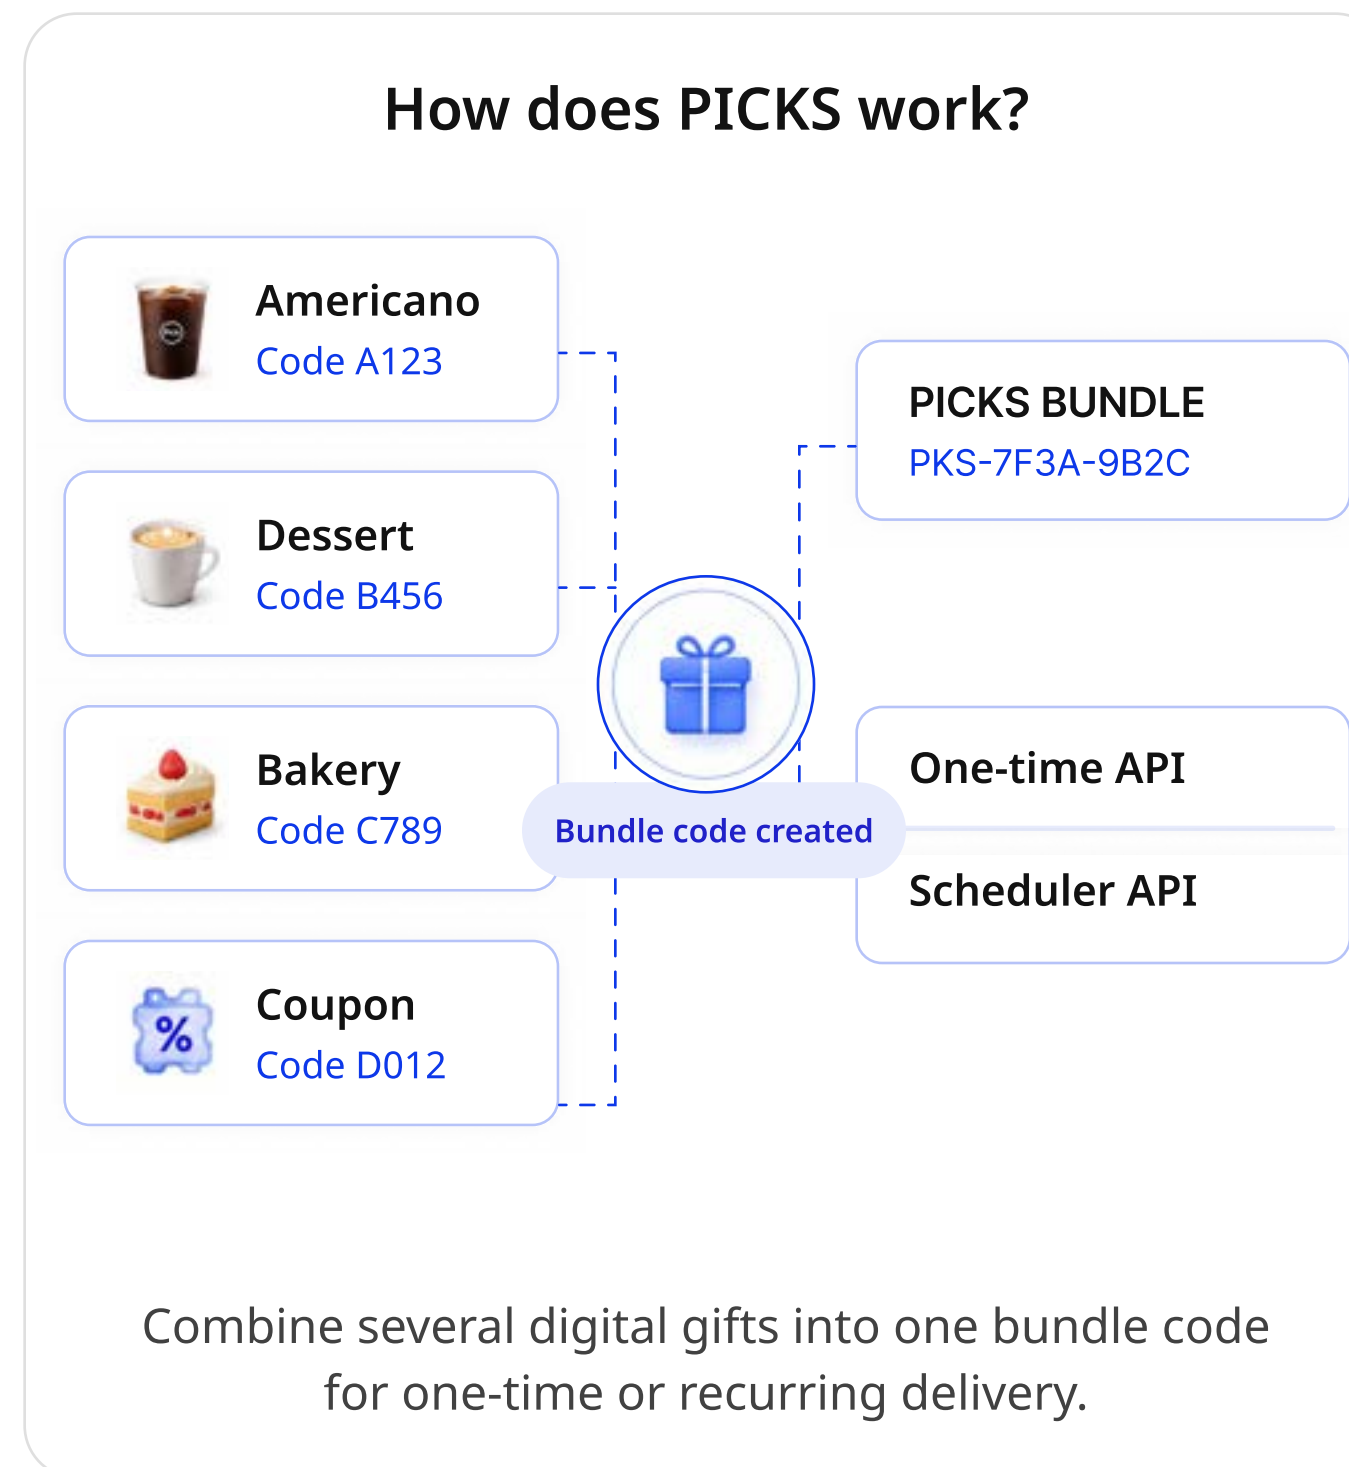 How does PICKS work?
Americano
Code A123
Dessert
Code B456
Bakery
Code C789
Coupon
Code D012
Bundle code created
PICKS BUNDLE
PKS-7F3A-9B2C
One-time API
Scheduler API
Combine several digital gifts into one bundle code
for one-time or recurring delivery.